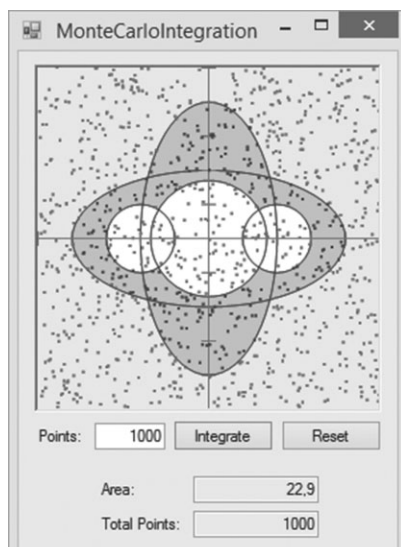 MonteCarloIntegration
Points: 1000 Integrate Reset
Area: 22,9
Total Points: 1000